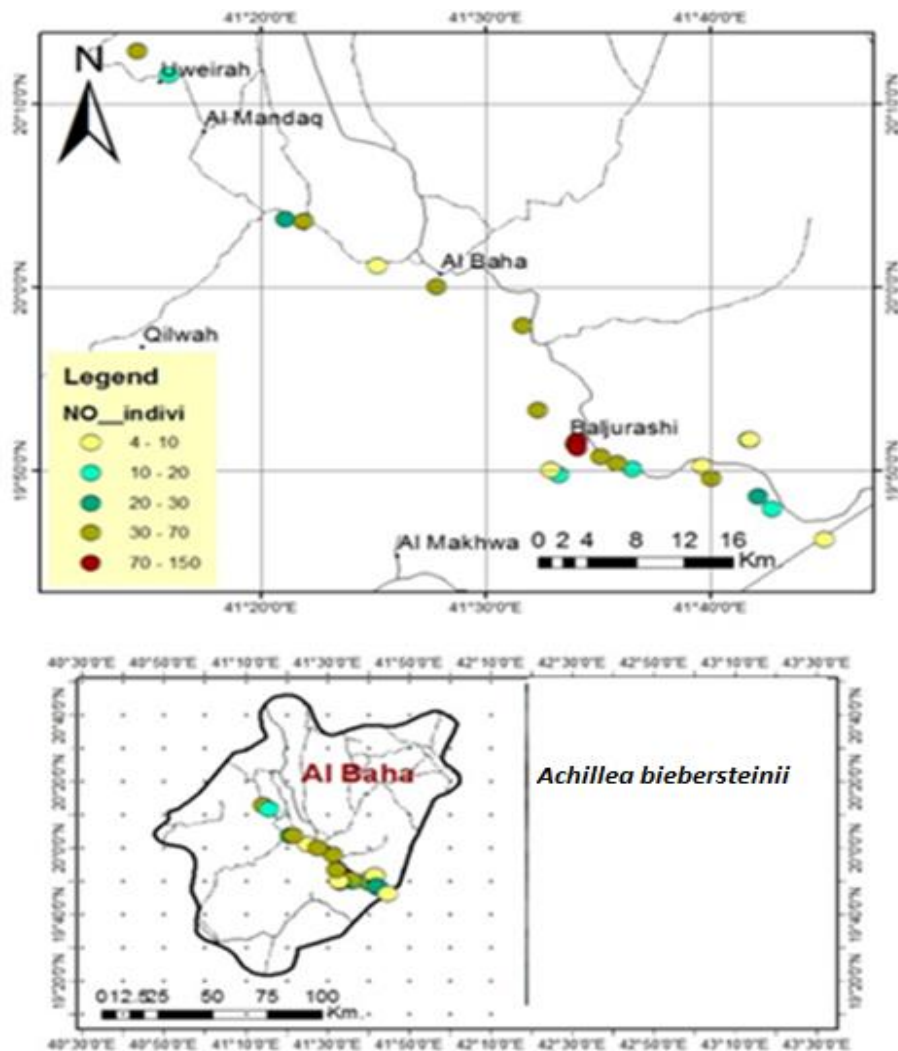 41°20'0"E 41°30'0"E 41°40'0"E
N
Uweirah
20°10'0"N 20°10'0"N
Al Mandaq
Al Baha
20°0'0"N 20°0'0"N
Qilwah
Legend
NO__indivi
4 - 10
10 - 20
20 - 30
30 - 70
70 - 150
Baljurashi
19°50'0"N 19°50'0"N
Al Makhwa
0 2 4 8 12 16
Km.
41°20'0"E 41°30'0"E 41°40'0"E
40°30'0"E 40°50'0"E 41°10'0"E 41°30'0"E 41°50'0"E 42°10'0"E 42°30'0"E 42°50'0"E 43°10'0"E 43°30'0"E
20°40'0"N 20°40'0"N
Al Baha
Achillea biebersteinii
20°20'0"N 20°20'0"N
20°0'0"N 20°0'0"N
19°40'0"N 19°40'0"N
19°20'0"N 19°20'0"N
0 12.5 25 50 75 100
Km.
40°30'0"E 40°50'0"E 41°10'0"E 41°30'0"E 41°50'0"E 42°10'0"E 42°30'0"E 42°50'0"E 43°10'0"E 43°30'0"E